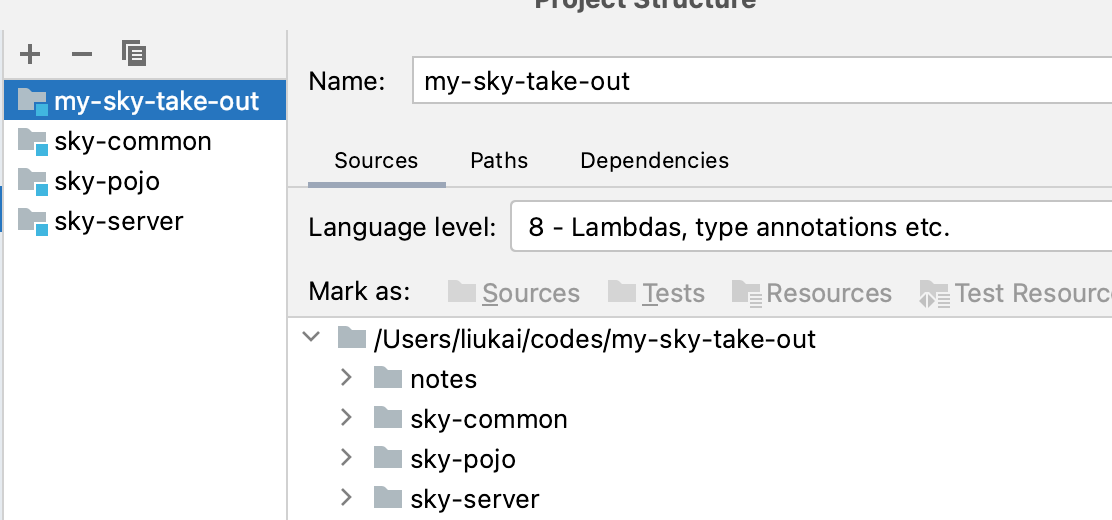 Project Structure
my-sky-take-out
sky-common
sky-pojo
sky-server
Name: my-sky-take-out
Sources Paths Dependencies
Language level: 8 - Lambdas, type annotations etc.
Mark as: Sources Tests Resources Test Resourc
/Users/liukai/codes/my-sky-take-out
notes
sky-common
sky-pojo
sky-server